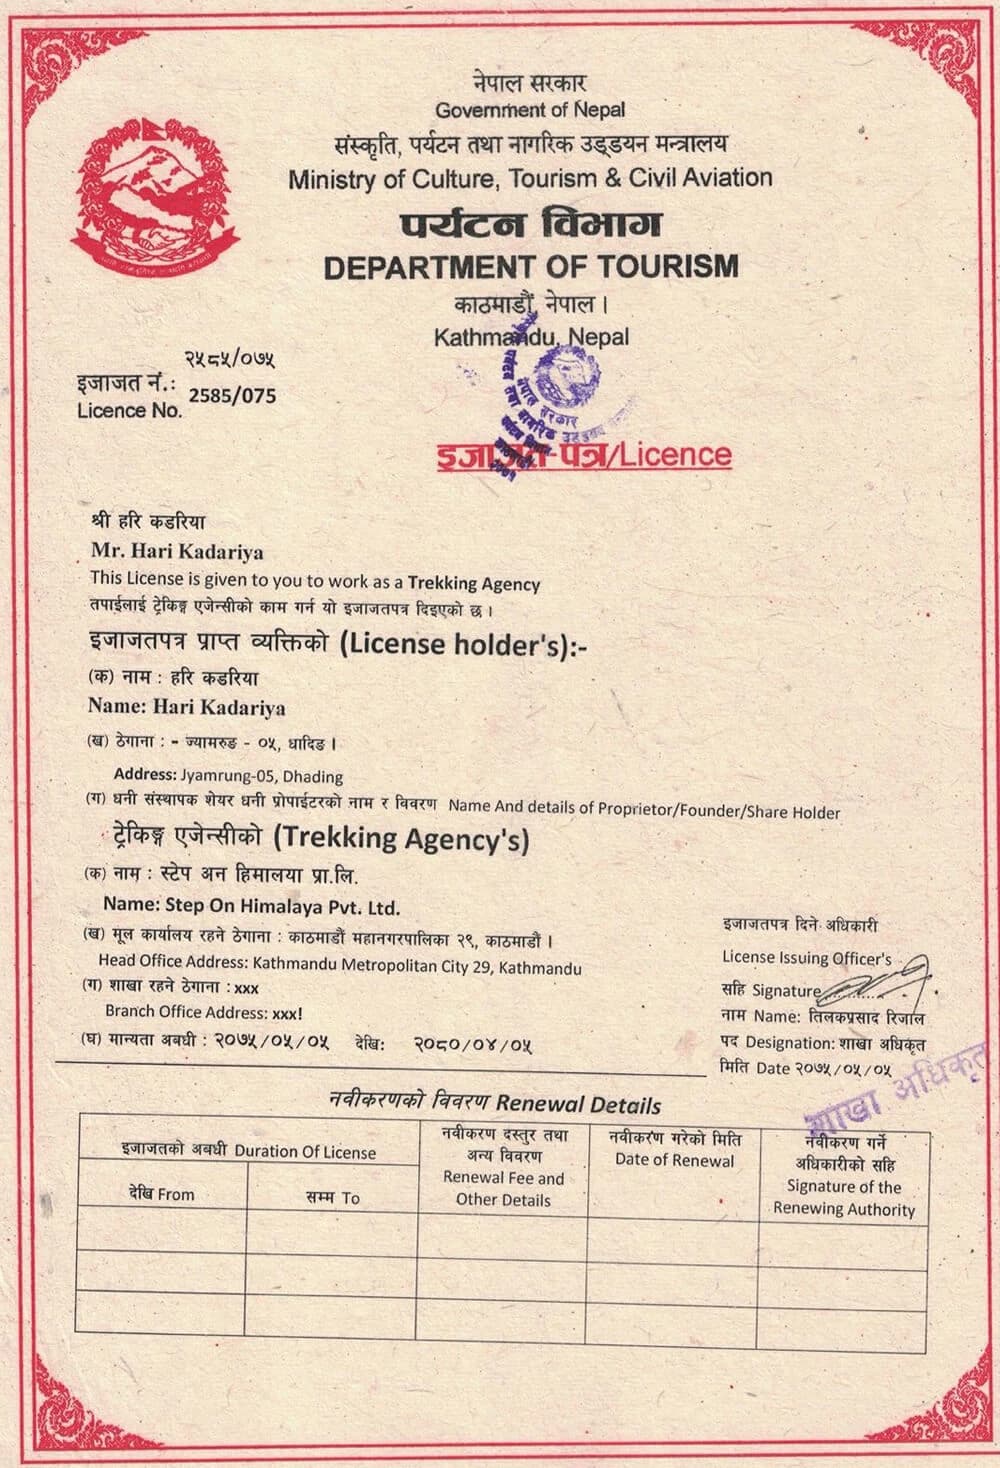 नेपाल सरकार
Government of Nepal
संस्कृति, पर्यटन तथा नागरिक उड्डयन मन्त्रालय
Ministry of Culture, Tourism & Civil Aviation
पर्यटन विभाग
DEPARTMENT OF TOURISM
काठमाडौं, नेपाल ।
Kathmandu, Nepal
२५८५/०७५
इजाजत नं.: 2585/075
Licence No.
नेपाल सरकार
इजाजत-पत्र/Licence
श्री हरि कडरिया
Mr. Hari Kadariya
This License is given to you to work as a Trekking Agency
तपाईलाई ट्रेकिङ्ग एजेन्सीको काम गर्न यो इजाजतपत्र दिइएको छ ।
इजाजतपत्र प्राप्त व्यक्तिको (License holder's):-
(क) नाम : हरि कडरिया
Name: Hari Kadariya
(ख) ठेगाना : - ज्यामरुङ - ०५, धादिङ ।
Address: Jyamrung-05, Dhading
(ग) धनी संस्थापक शेयर धनी प्रोपाईटरको नाम र विवरण Name And details of Proprietor/Founder/Share Holder
ट्रेकिङ्ग एजेन्सीको (Trekking Agency's)
(क) नाम : स्टेप अन हिमालया प्रा.लि.
Name: Step On Himalaya Pvt. Ltd.
(ख) मूल कार्यालय रहने ठेगाना : काठमाडौं महानगरपालिका २९, काठमाडौं ।
Head Office Address: Kathmandu Metropolitan City 29, Kathmandu
(ग) शाखा रहने ठेगाना : xxx
Branch Office Address: xxx!
(घ) मान्यता अबधी : २०७५/०५/०५ देखि: २०८०/०४/०५
इजाजतपत्र दिने अधिकारी
License Issuing Officer's
सहि Signature
नाम Name: तिलकप्रसाद रिजाल
पद Designation: शाखा अधिकृत
मिति Date २०७५/०५/०५
शाखा अधिकृत
नवीकरणको विवरण Renewal Details
इजाजतको अबधी Duration Of License
देखि From
सम्म To
नवीकरण दस्तुर तथा
अन्य विवरण
Renewal Fee and
Other Details
नवीकरण गरेको मिति
Date of Renewal
नवीकरण गर्ने
अधिकारीको सहि
Signature of the
Renewing Authority